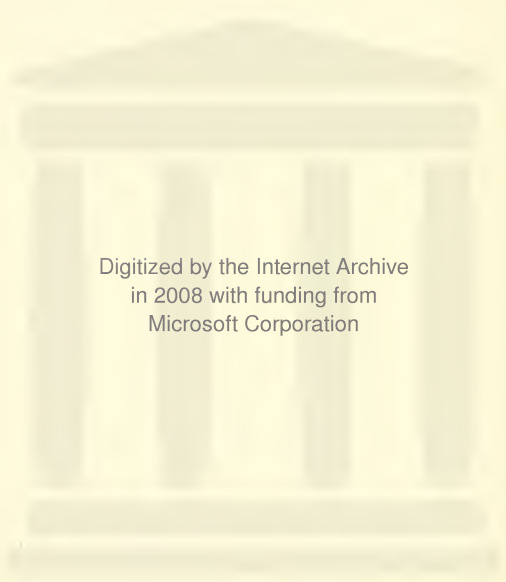 Digitized by the Internet Archive
in 2008 with funding from
Microsoft Corporation